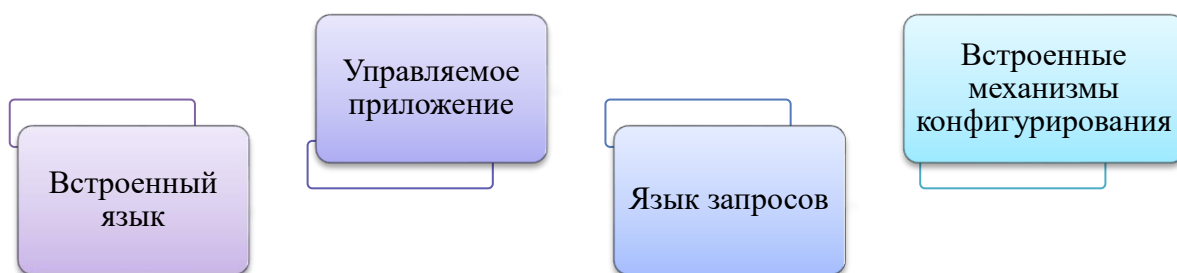 Встроенный
язык
Управляемое
приложение
Язык запросов
Встроенные
механизмы
конфигурирования